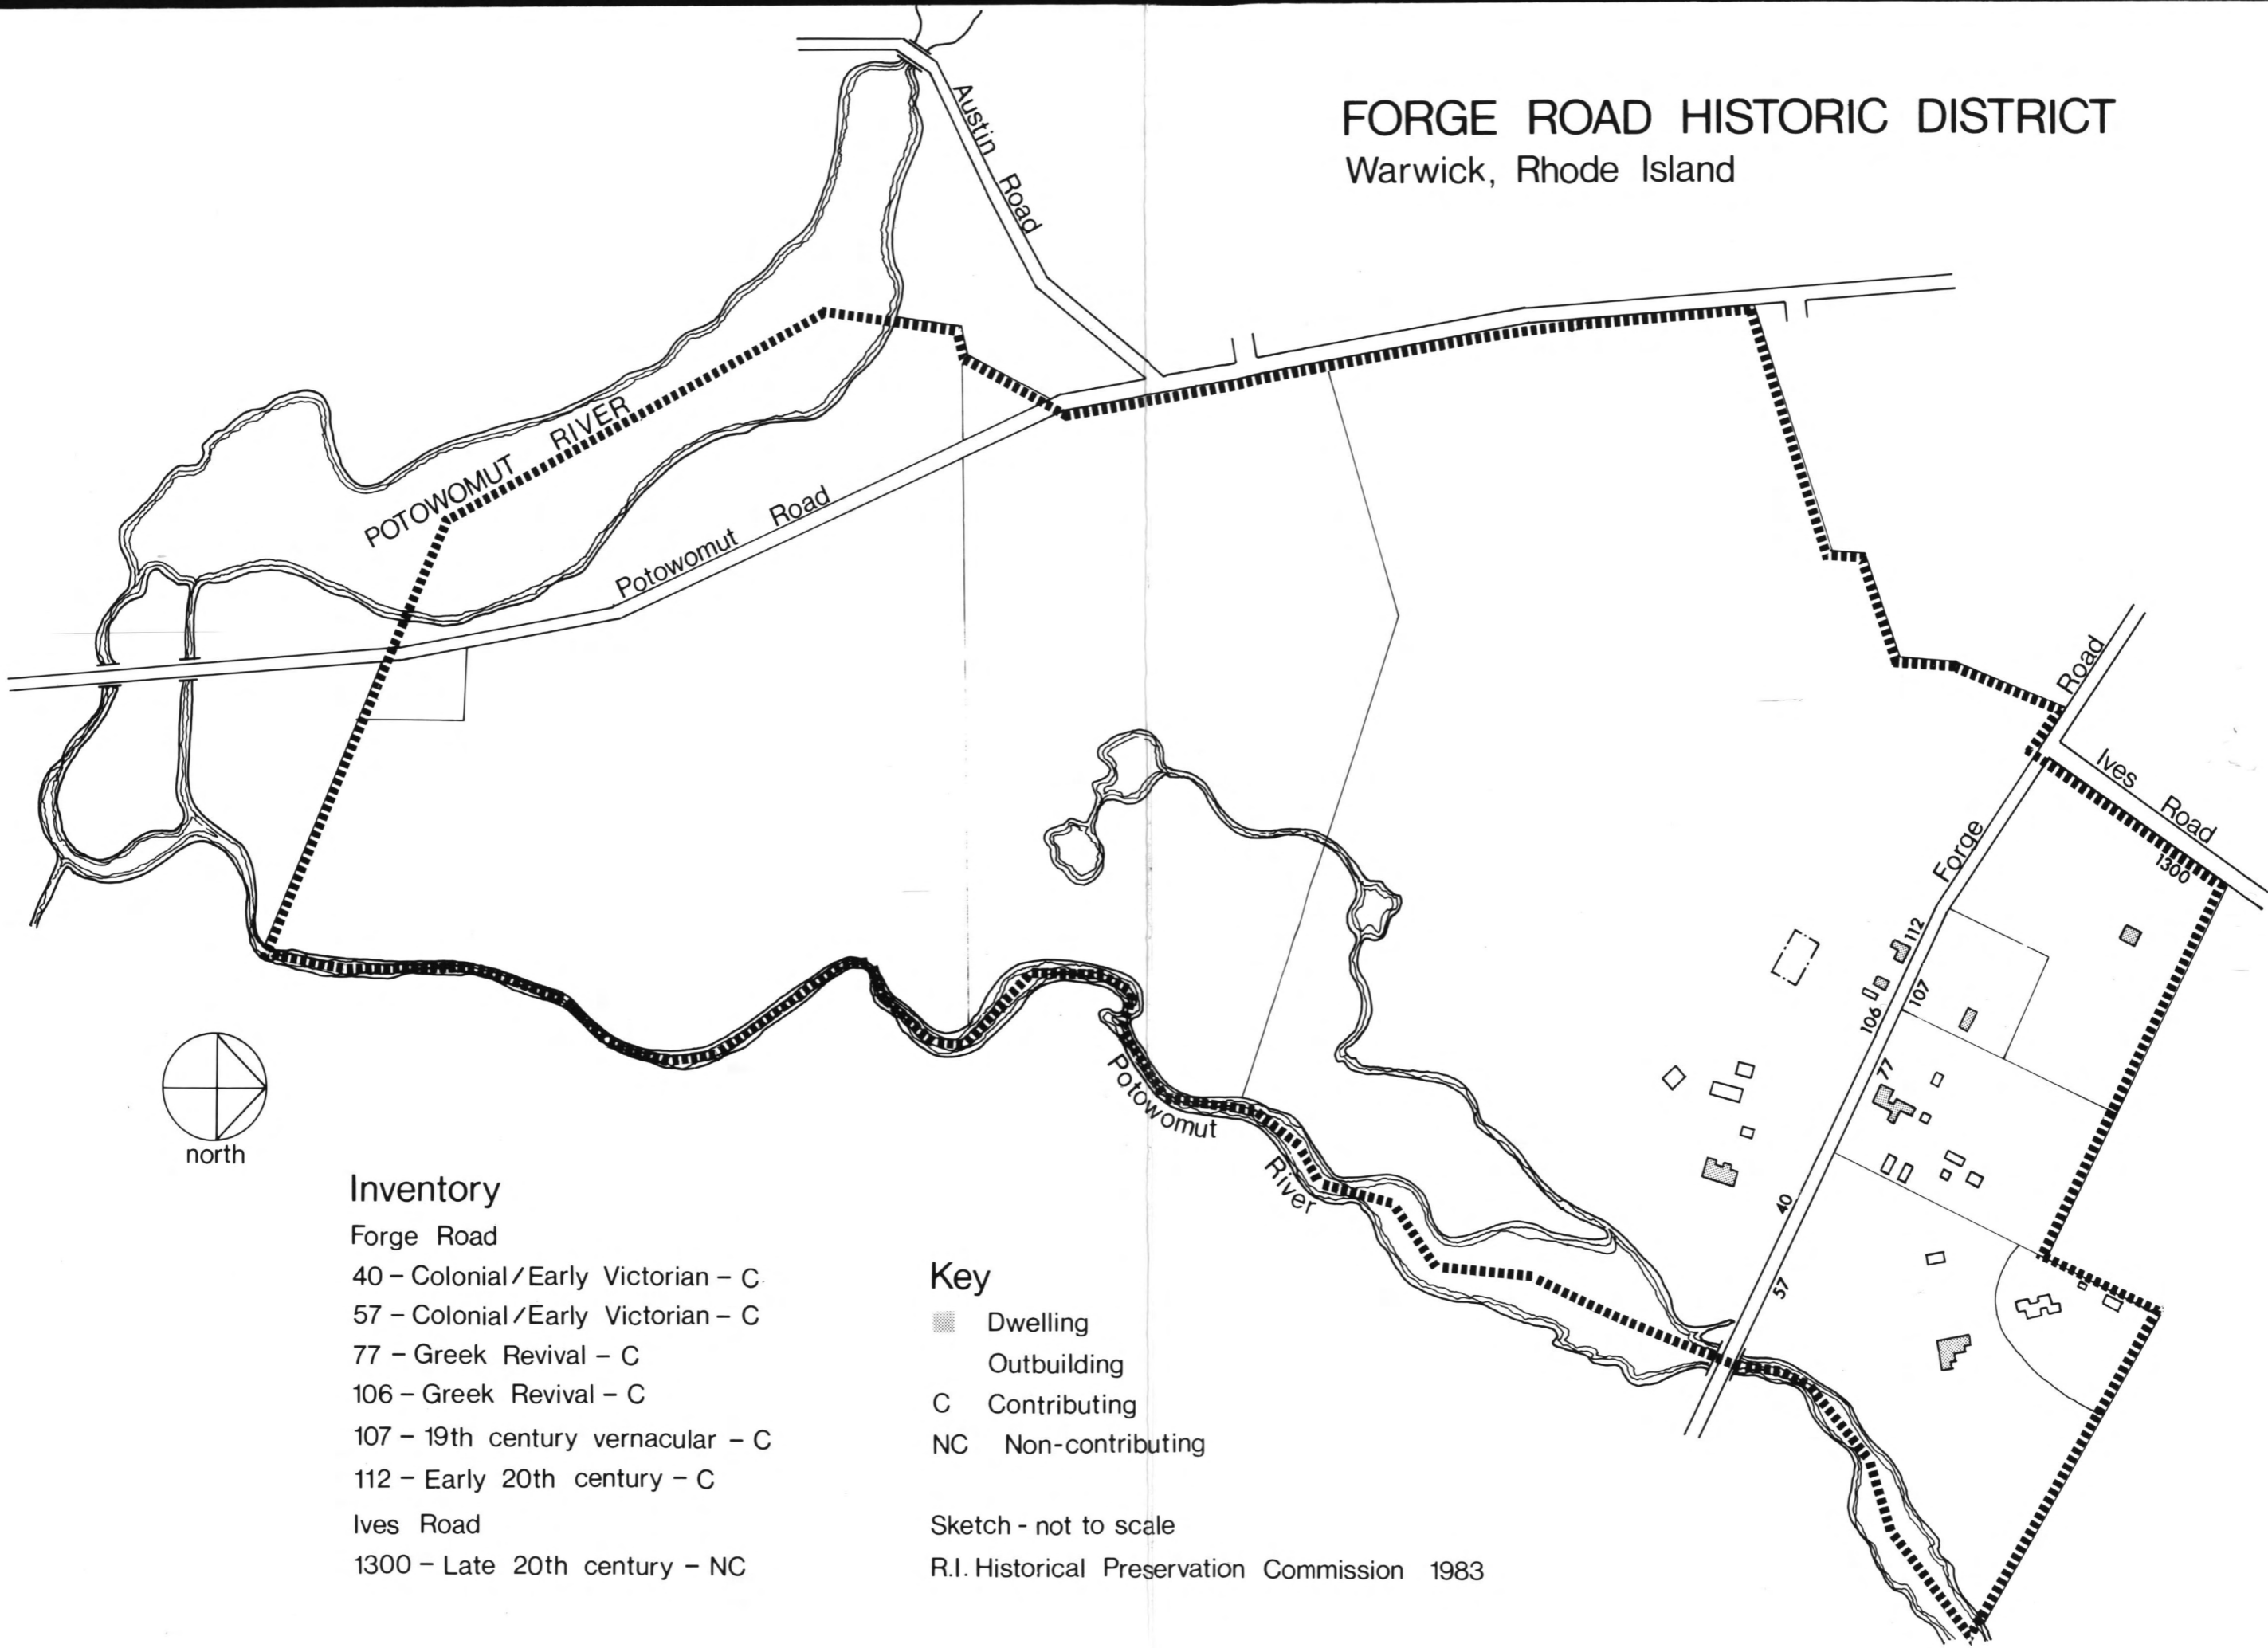 FORGE ROAD HISTORIC DISTRICT
Warwick, Rhode Island
Austin Road
POTOWOMUT RIVER
Potowomut Road
Road
Ives Road
Forge
1300
112
107
106
77
40
57
Potowomut
River
north
Inventory
Forge Road
40 – Colonial/Early Victorian – C
57 – Colonial/Early Victorian – C
77 – Greek Revival – C
106 – Greek Revival – C
107 – 19th century vernacular – C
112 – Early 20th century – C
Ives Road
1300 – Late 20th century – NC
Key
Dwelling
Outbuilding
C Contributing
NC Non-contributing
Sketch - not to scale
R.I. Historical Preservation Commission 1983